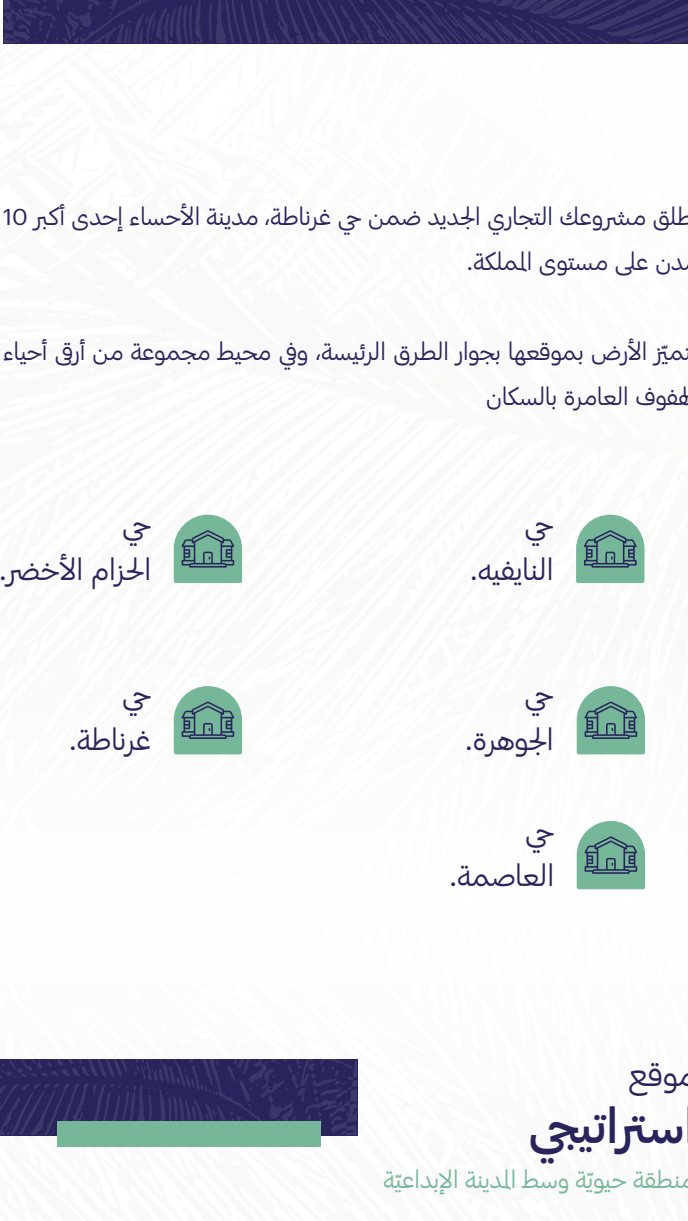 طلق مشروعك التجاري الجديد ضمن حي غرناطة، مدينة الأحساء إحدى أكبر 10
مدن على مستوى المملكة.
تميّز الأرض بموقعها بجوار الطرق الرئيسة، وفي محيط مجموعة من أرقى أحياء
لهفوف العامرة بالسكان
حي
النايفيه.
حي
الحزام الأخضر.
حي
الجوهرة.
حي
غرناطة.
حي
العاصمة.
موقع
استراتيجي
منطقة حيويّة وسط المدينة الإبداعيّة